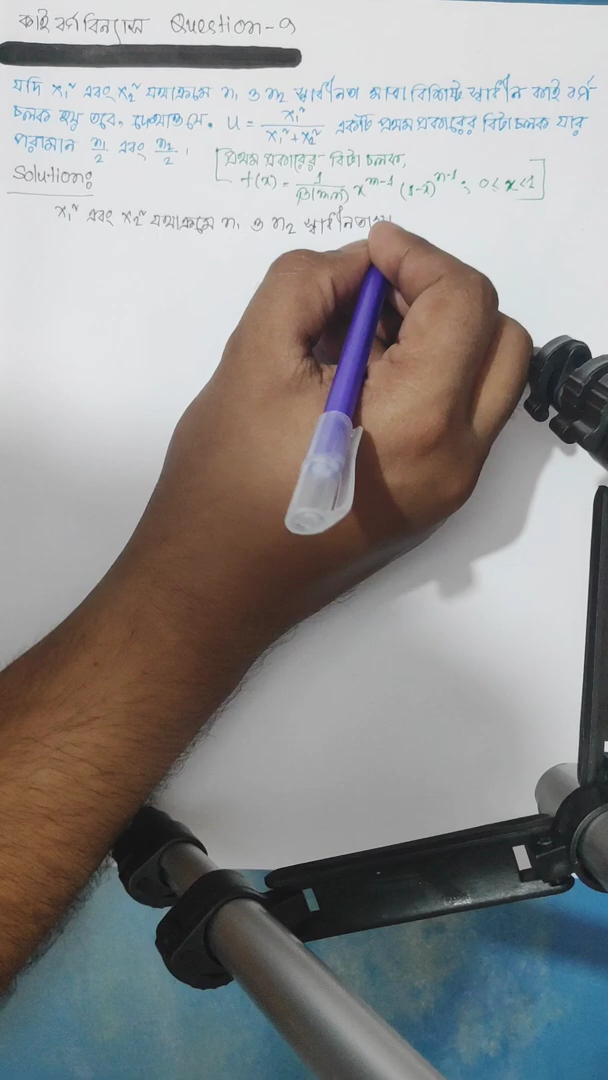 কাই বর্গ বিন্যাস Question-9
যদি x₁² এবং x₂² যথাক্রমে n₁ ও n₂ স্বাধীনতা মাত্রা বিশিষ্ট স্বাধীন কাই বর্গ
চলক হয় তবে, দেখাও যে, U = x₁²/(x₁²+x₂²) একটি প্রথম প্রকারের বিটা চলক যার
পরামান n₁/2 এবং n₂/2 ।
[প্রথম প্রকারের বিটা চলক,
f(x) = 1/β(m,n) x^(m-1) (1-x)^(n-1) ; 0<x<1]
Solution:
x₁² এবং x₂² যথাক্রমে n₁ ও n₂ স্বাধীনতা